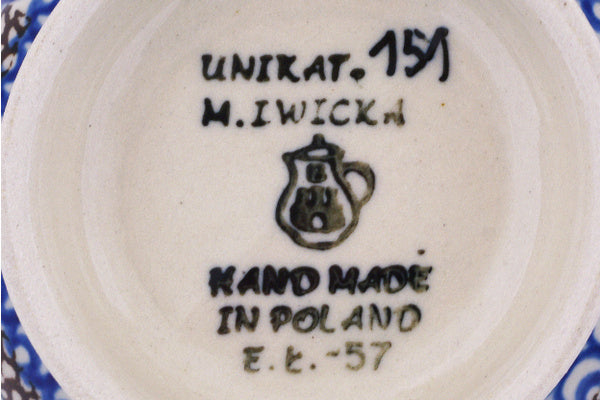 UNIKAT. 151
M. IWICKA
HAND MADE
IN POLAND
E.Ł.-57